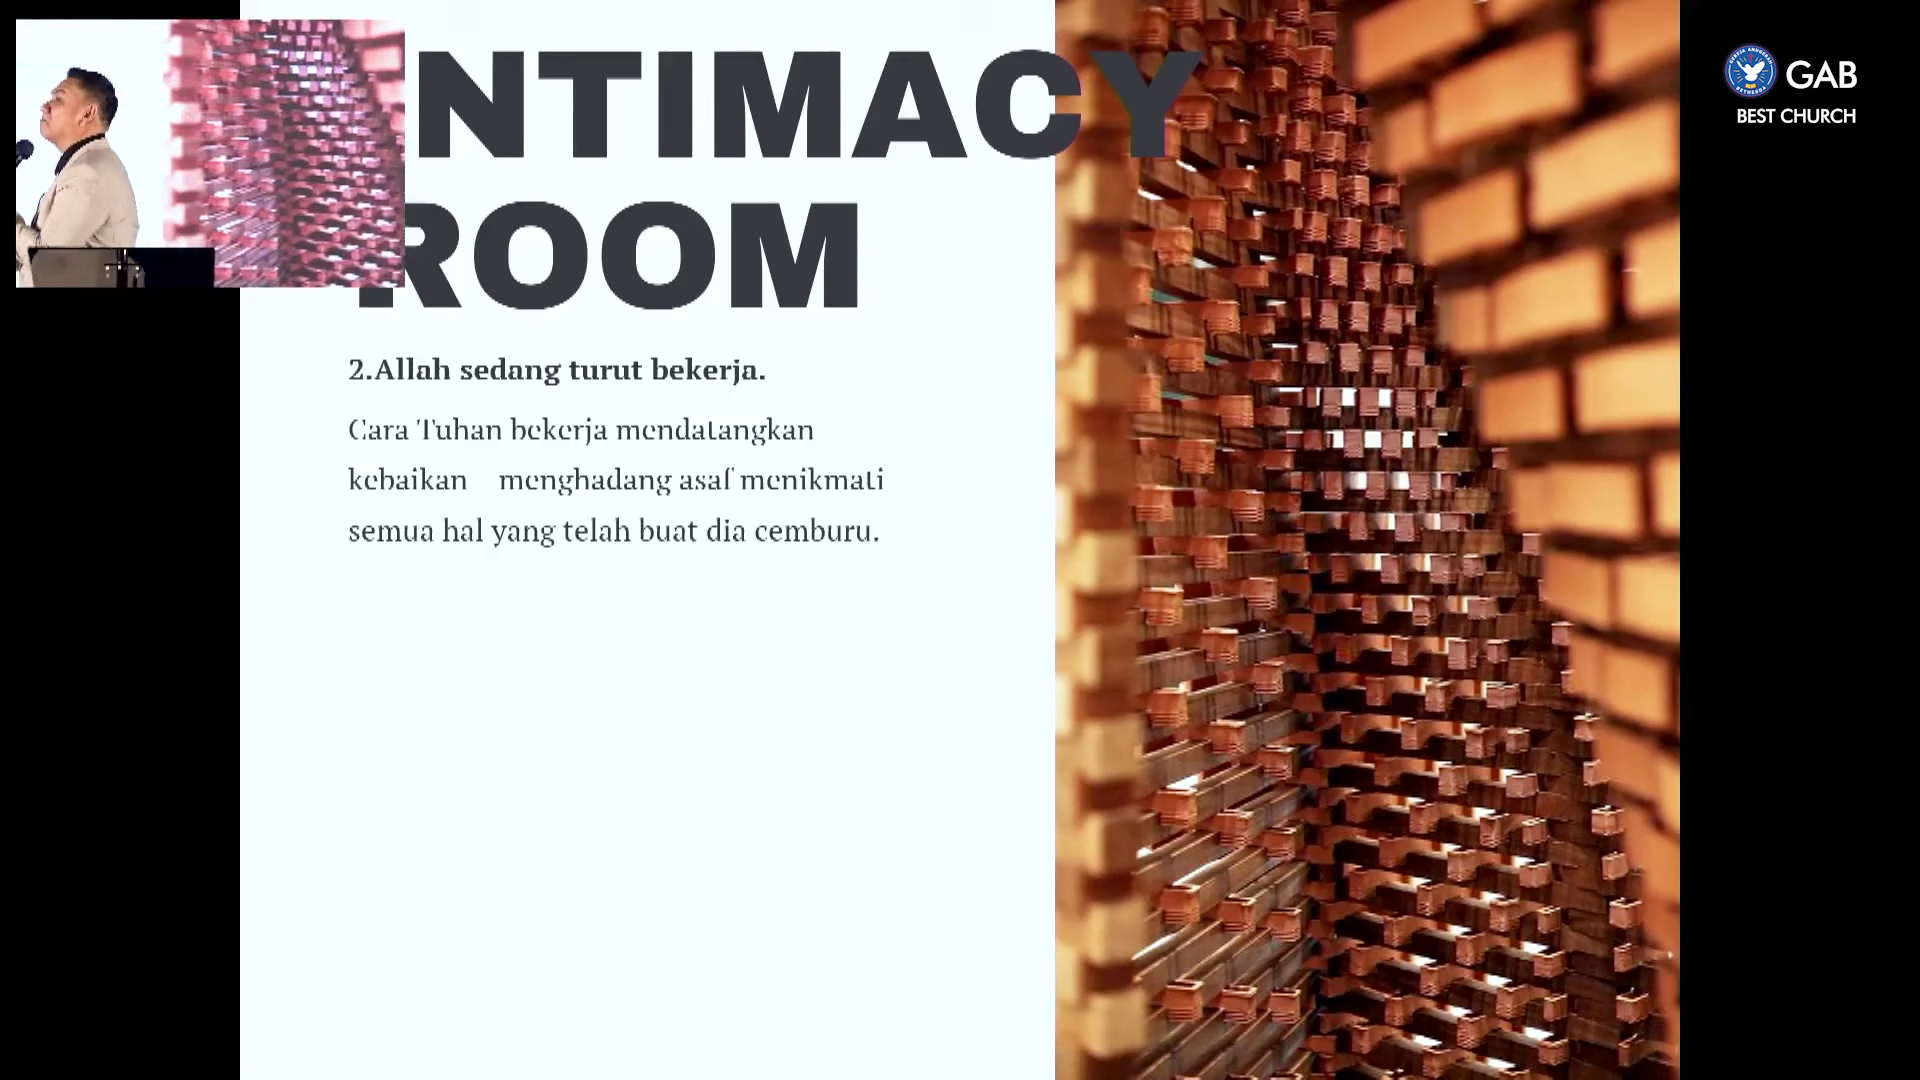 NTIMACY
ROOM
2.Allah sedang turut bekerja.
Cara Tuhan bekerja mendatangkan
kebaikan menghadang asaf menikmati
semua hal yang telah buat dia cemburu.
GAB
BEST CHURCH